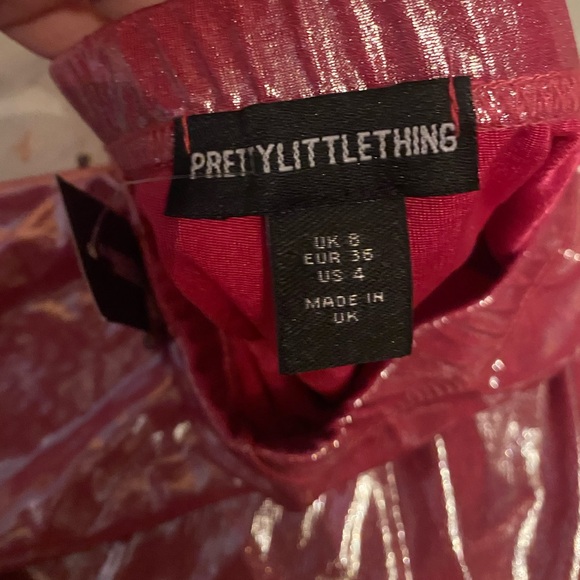 PRETTYLITTLETHING
UK 8
EUR 36
US 4
MADE IN
UK